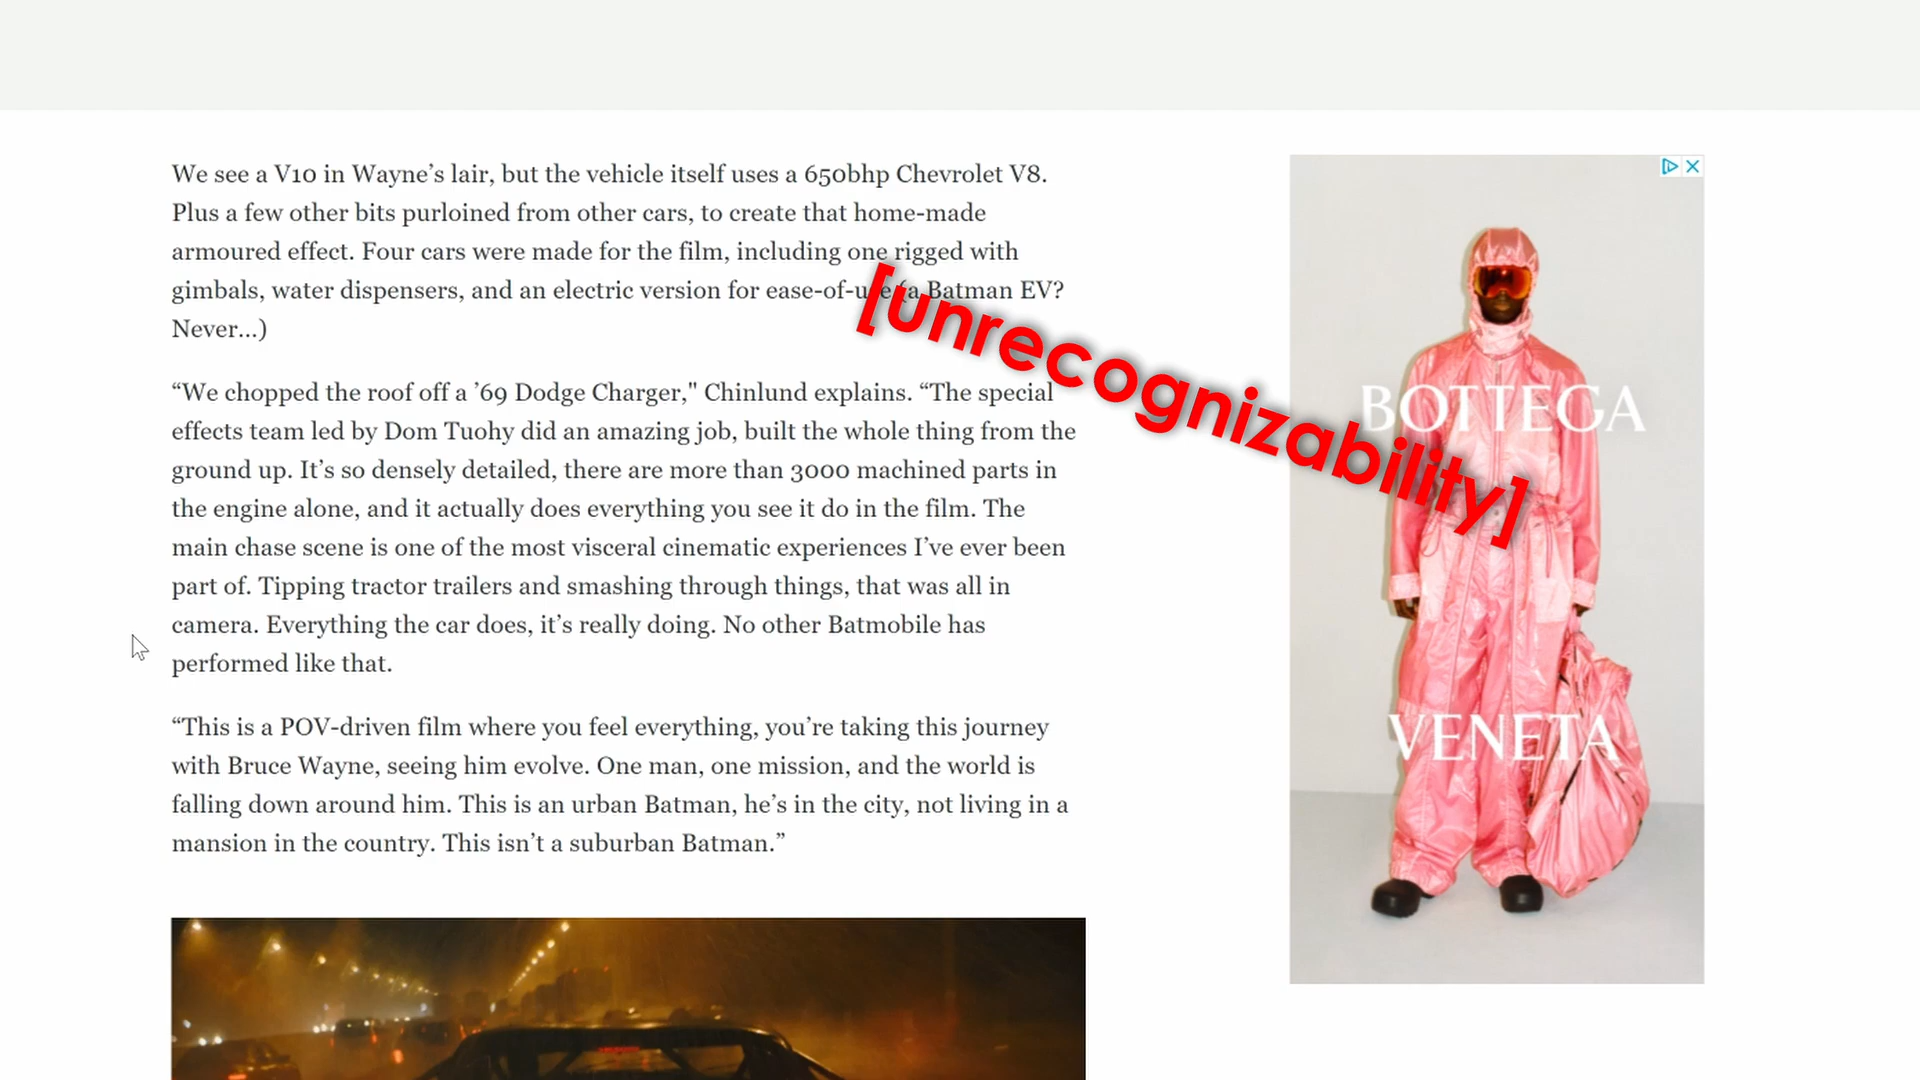 We see a V10 in Wayne’s lair, but the vehicle itself uses a 650bhp Chevrolet V8.
Plus a few other bits purloined from other cars, to create that home-made
armoured effect. Four cars were made for the film, including one rigged with
gimbals, water dispensers, and an electric version for ease-of-use (a Batman EV?
Never...)
“We chopped the roof off a ’69 Dodge Charger," Chinlund explains. “The special
effects team led by Dom Tuohy did an amazing job, built the whole thing from the
ground up. It’s so densely detailed, there are more than 3000 machined parts in
the engine alone, and it actually does everything you see it do in the film. The
main chase scene is one of the most visceral cinematic experiences I’ve ever been
part of. Tipping tractor trailers and smashing through things, that was all in
camera. Everything the car does, it’s really doing. No other Batmobile has
performed like that.
“This is a POV-driven film where you feel everything, you’re taking this journey
with Bruce Wayne, seeing him evolve. One man, one mission, and the world is
falling down around him. This is an urban Batman, he’s in the city, not living in a
mansion in the country. This isn’t a suburban Batman.”
[unrecognizability]
BOTTEGA
VENETA